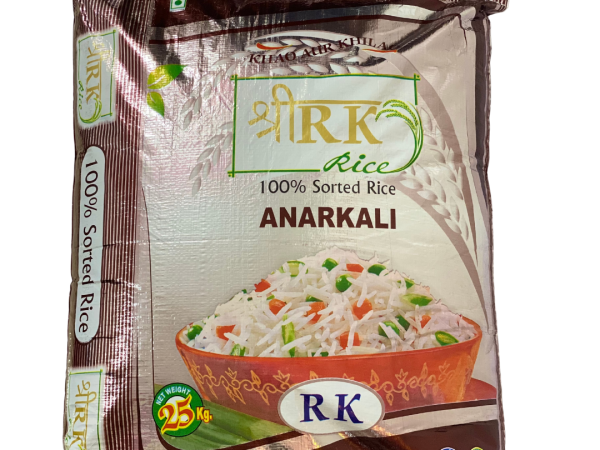 KHAO AUR KHILAO
श्री RK
Rice
100% Sorted Rice
ANARKALI
NET WEIGHT
25 Kg.
RK
श्री RK
Rice
100% Sorted Rice
श्री RK